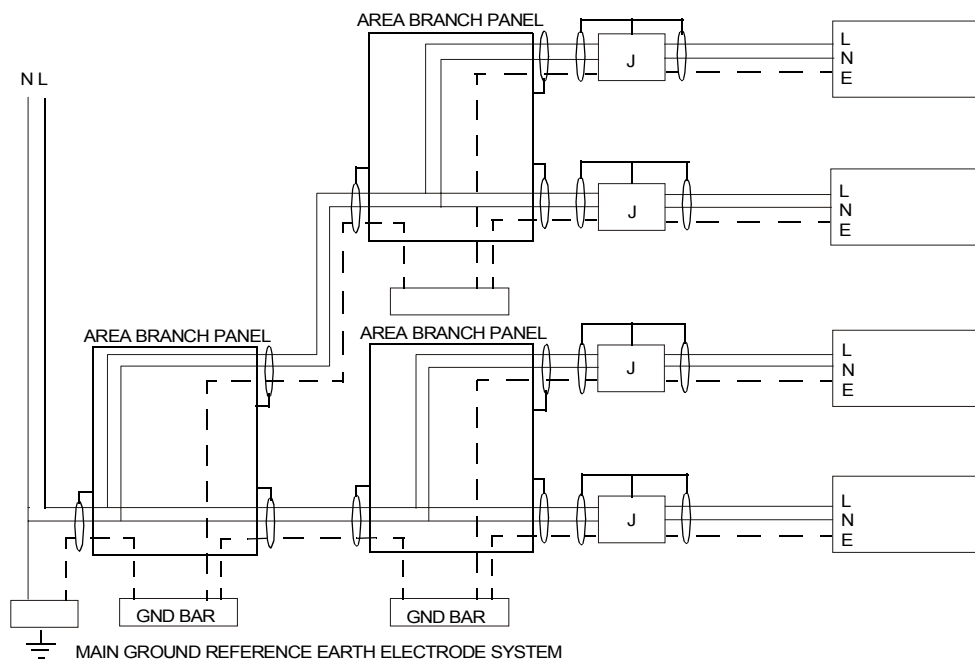 AREA BRANCH PANEL
N L
J
L
N
E
J
L
N
E
AREA BRANCH PANEL
AREA BRANCH PANEL
J
L
N
E
J
L
N
E
GND BAR
GND BAR
MAIN GROUND REFERENCE EARTH ELECTRODE SYSTEM